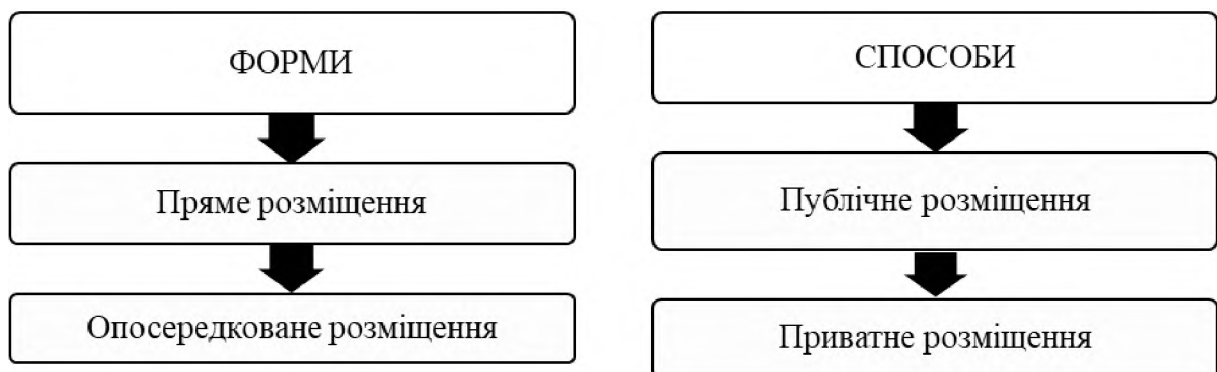 ФОРМИ
Пряме розміщення
Опосередковане розміщення
СПОСОБИ
Публічне розміщення
Приватне розміщення